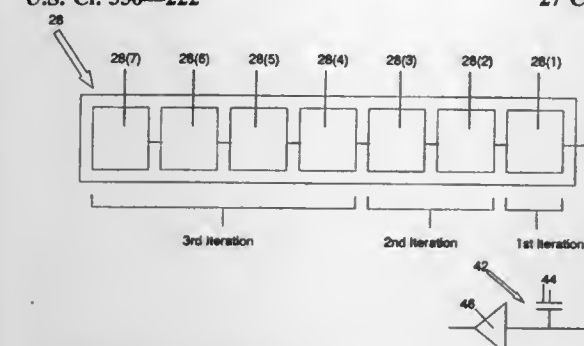 U.S. Cl. 330—222 27 C
28
28(7) 28(6) 28(5) 28(4) 28(3) 28(2) 28(1)
3rd Iteration 2nd Iteration 1st Iteration
42 44
46